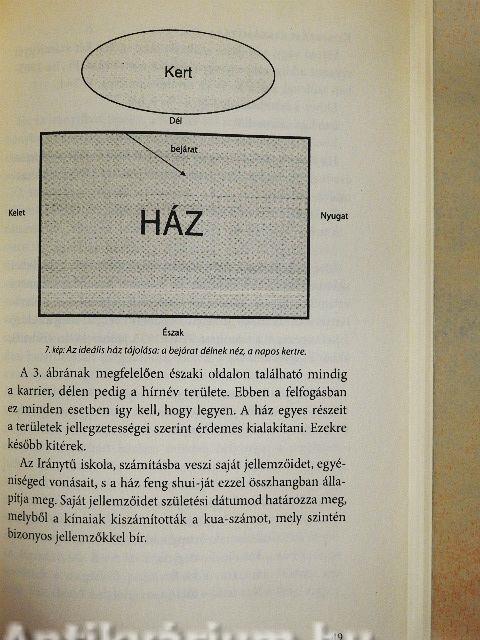 Kert
Dél
bejárat
Kelet
HÁZ
Nyugat
Észak
7. kép: Az ideális ház tájolása: a bejárat délnek néz, a napos kertre.
A 3. ábrának megfelelően északi oldalon található mindig
a karrier, délen pedig a hírnév területe. Ebben a felfogásban
ez minden esetben így kell, hogy legyen. A ház egyes részeit
a területek jellegzetességei szerint érdemes kialakítani. Ezekre
később kitérek.
Az Iránytű iskola, számításba veszi saját jellemzőidet, egyé-
niséged vonásait, s a ház feng shui-ját ezzel összhangban álla-
pítja meg. Saját jellemzőidet születési dátumod határozza meg,
melyből a kínaiak kiszámították a kua-számot, mely szintén
bizonyos jellemzőkkel bír.
Antikvárium.hu